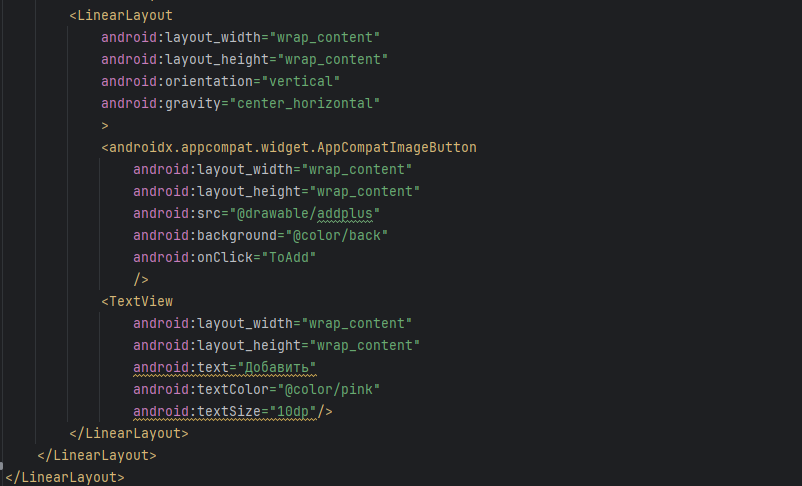 <LinearLayout
android:layout_width="wrap_content"
android:layout_height="wrap_content"
android:orientation="vertical"
android:gravity="center_horizontal"
>
<androidx.appcompat.widget.AppCompatImageButton
android:layout_width="wrap_content"
android:layout_height="wrap_content"
android:src="@drawable/addplus"
android:background="@color/back"
android:onClick="ToAdd"
/>
<TextView
android:layout_width="wrap_content"
android:layout_height="wrap_content"
android:text="Добавить"
android:textColor="@color/pink"
android:textSize="10dp"/>
</LinearLayout>
</LinearLayout>
</LinearLayout>